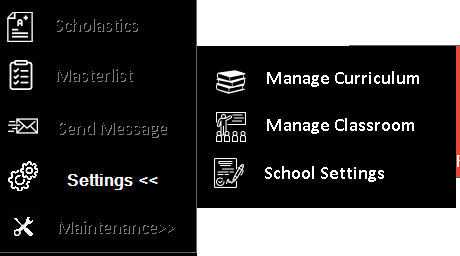 Scholastics
Masterlist
Send Message
Settings <<
Maintenance>>
Manage Curriculum
Manage Classroom
School Settings